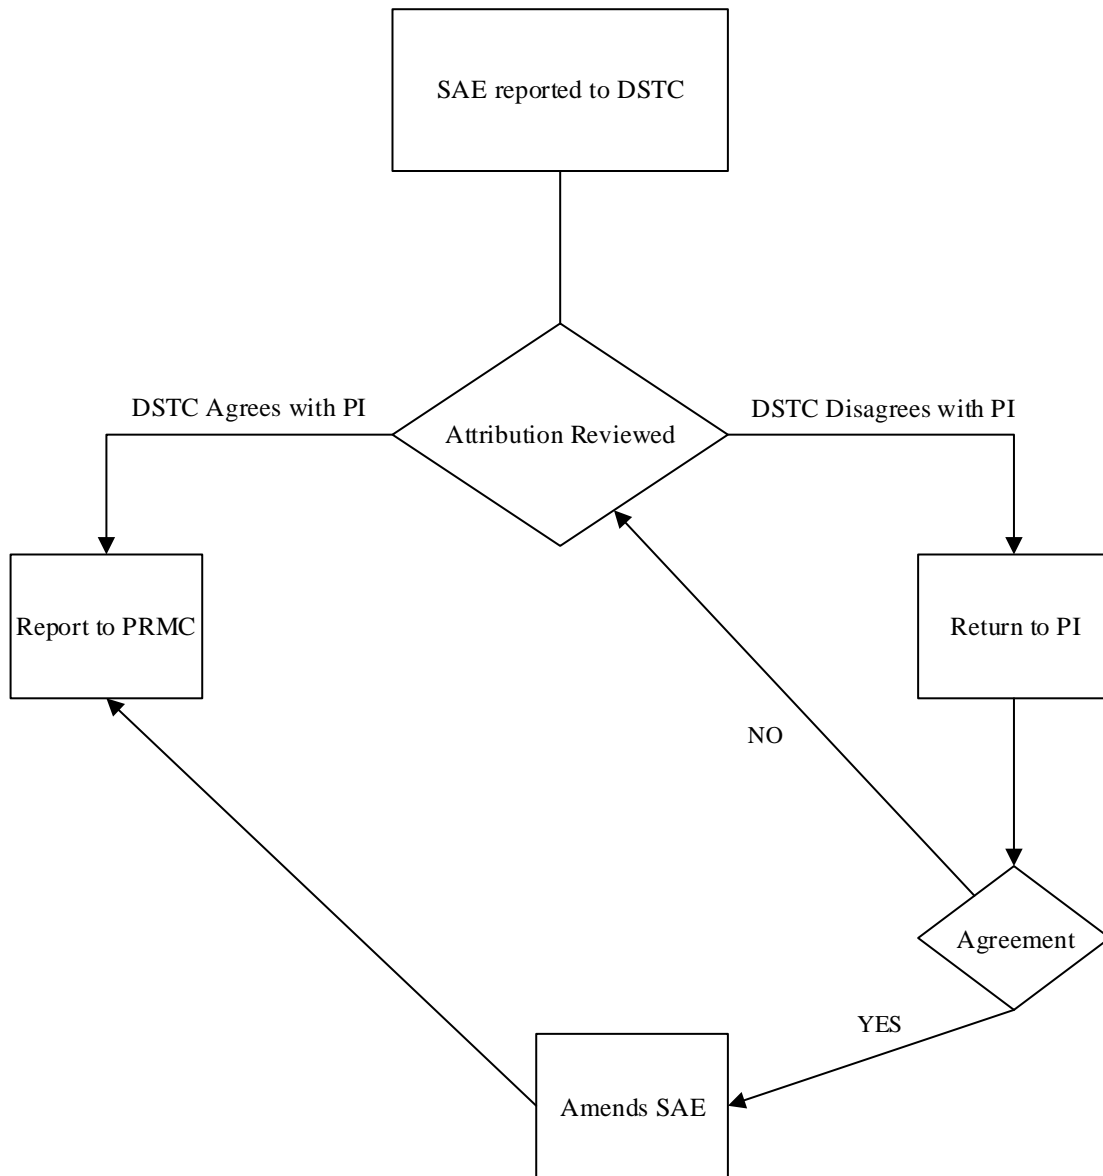 SAE reported to DSTC
DSTC Agrees with PI
DSTC Disagrees with PI
Attribution Reviewed
Report to PRMC
Return to PI
NO
Agreement
YES
Amends SAE